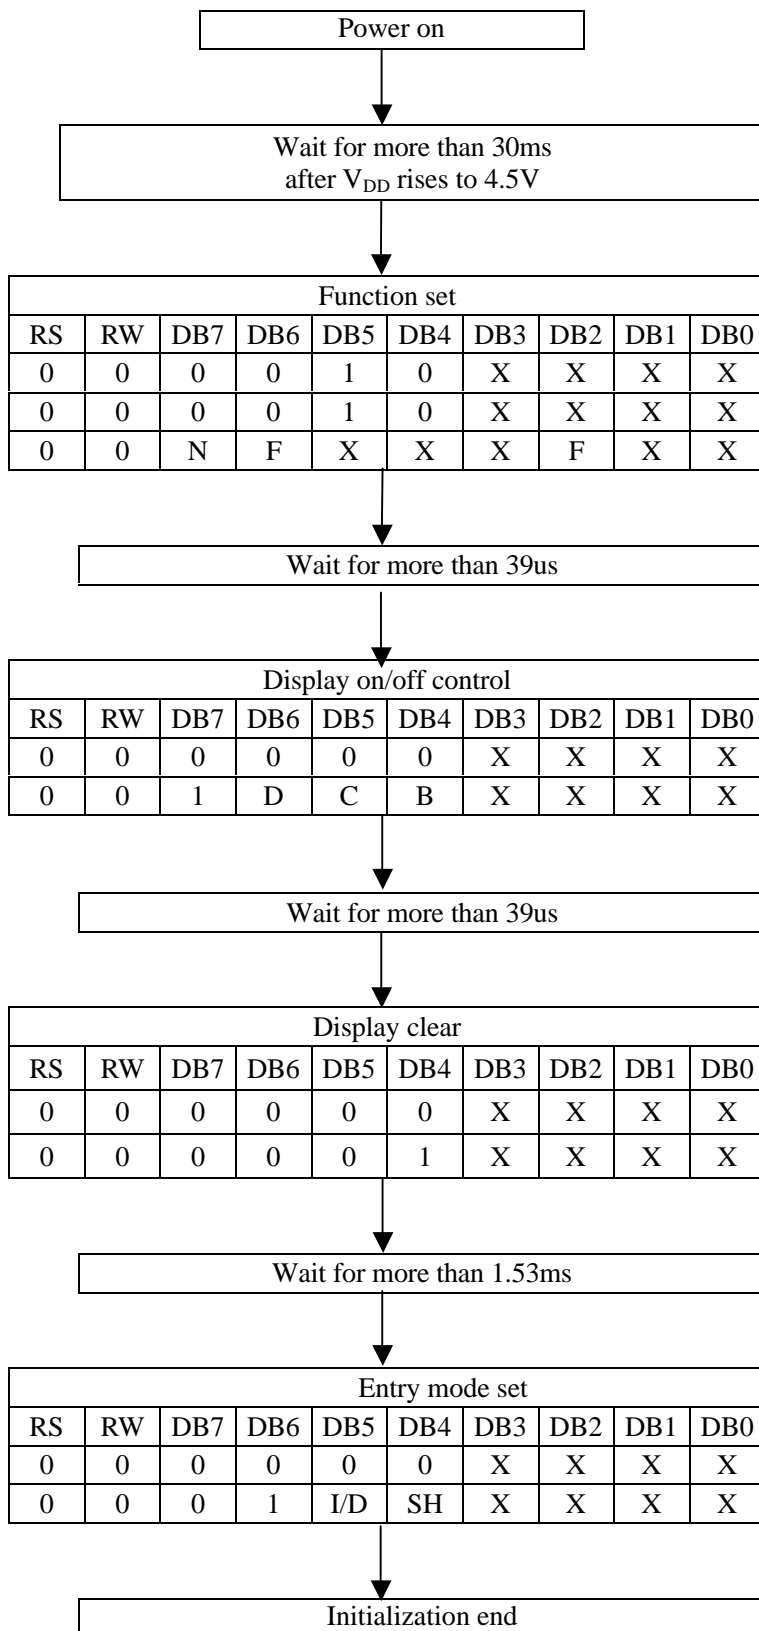 Power on
Wait for more than 30ms
after VDD rises to 4.5V
Function set
RS RW DB7 DB6 DB5 DB4 DB3 DB2 DB1 DB0
0 0 0 0 1 0 X X X X
0 0 0 0 1 0 X X X X
0 0 N F X X X F X X
Wait for more than 39us
Display on/off control
RS RW DB7 DB6 DB5 DB4 DB3 DB2 DB1 DB0
0 0 0 0 0 0 X X X X
0 0 1 D C B X X X X
Wait for more than 39us
Display clear
RS RW DB7 DB6 DB5 DB4 DB3 DB2 DB1 DB0
0 0 0 0 0 0 X X X X
0 0 0 0 0 1 X X X X
Wait for more than 1.53ms
Entry mode set
RS RW DB7 DB6 DB5 DB4 DB3 DB2 DB1 DB0
0 0 0 0 0 0 X X X X
0 0 0 1 I/D SH X X X X
Initialization end